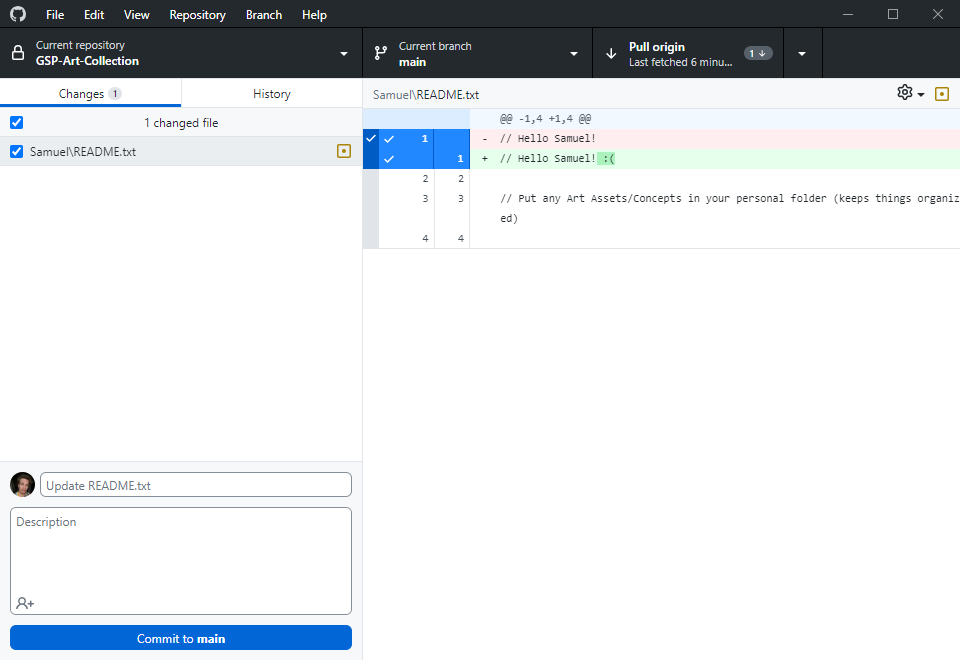 File Edit View Repository Branch Help
Current repository
GSP-Art-Collection
Current branch
main
Pull origin
Last fetched 6 minu...
1
Changes 1
History
1 changed file
Samuel\README.txt
Samuel\README.txt
@@ -1,4 +1,4 @@
1 - // Hello Samuel!
1 + // Hello Samuel! :(
2 2
3 3 // Put any Art Assets/Concepts in your personal folder (keeps things organiz
ed)
4 4
Update README.txt
Description
Commit to main